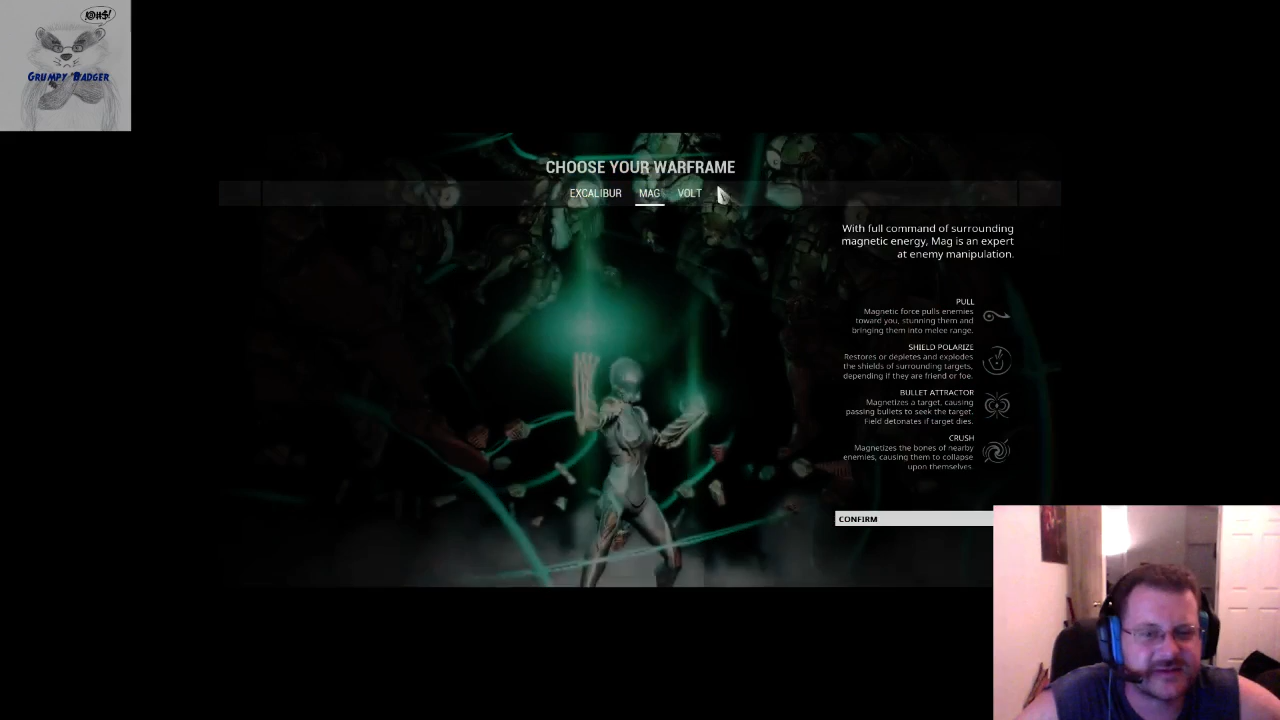 !@#$!
GRUMPY BADGER
CHOOSE YOUR WARFRAME
EXCALIBUR MAG VOLT
With full command of surrounding
magnetic energy, Mag is an expert
at enemy manipulation.
PULL
Magnetic force pulls enemies
toward you, stunning them and
bringing them into melee range.
SHIELD POLARIZE
Restores or depletes and explodes
the shields of surrounding targets,
depending if they are friend or foe.
BULLET ATTRACTOR
Magnetizes a target, causing
passing bullets to seek the target.
Field detonates if target dies.
CRUSH
Magnetizes the bones of nearby
enemies, causing them to collapse
upon themselves.
CONFIRM